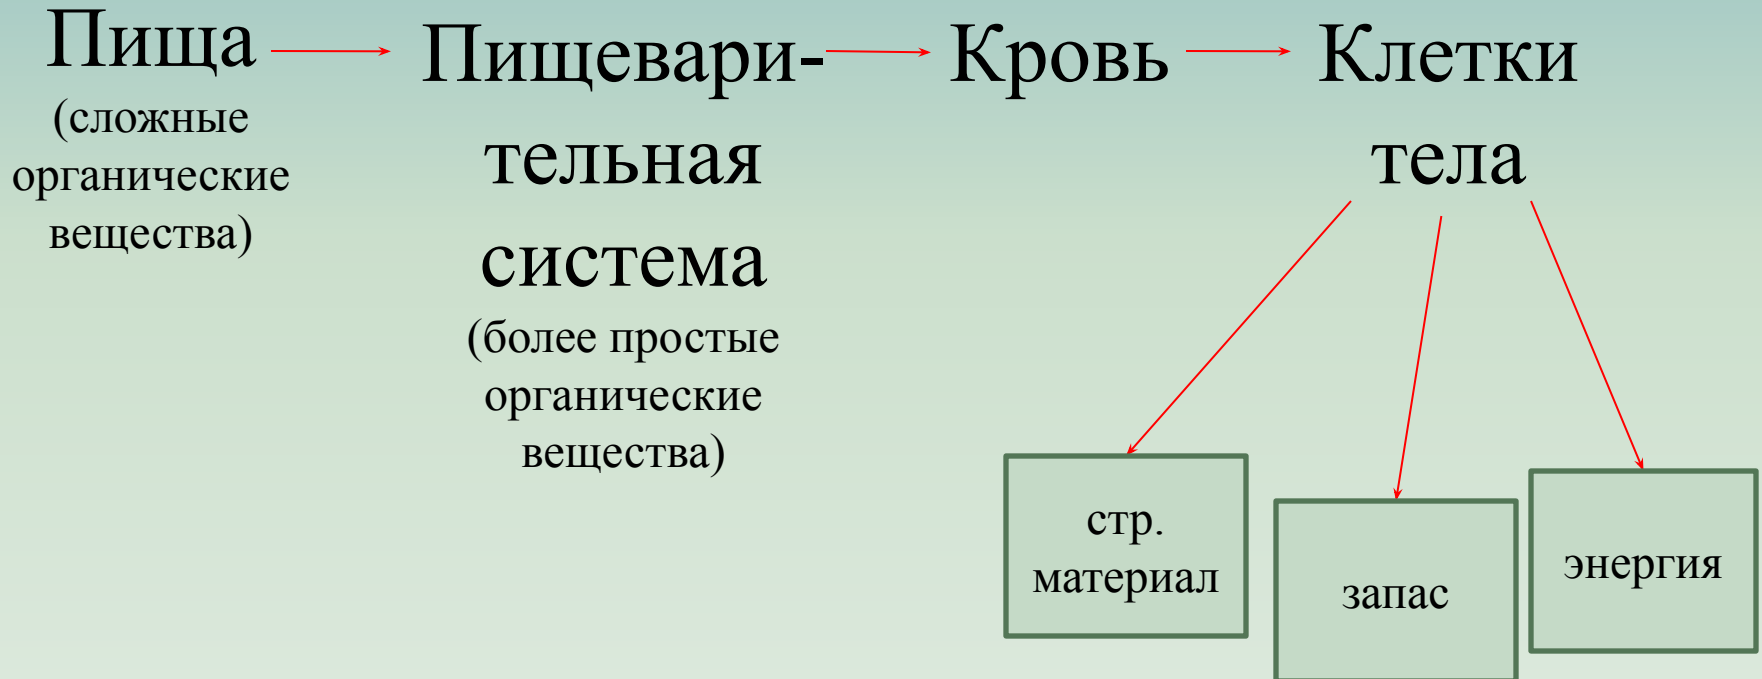 Пища
(сложные
органические
вещества)
Пищевари-
тельная
система
(более простые
органические
вещества)
Кровь
Клетки
тела
стр.
материал
запас
энергия